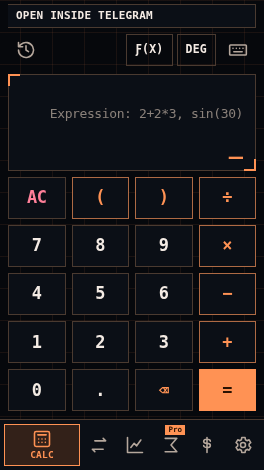 OPEN INSIDE TELEGRAM
ƒ(X) DEG
Expression: 2+2*3, sin(30)
AC ( ) ÷
7 8 9 ×
4 5 6 −
1 2 3 +
0 . ⌫ =
Pro
CALC
$